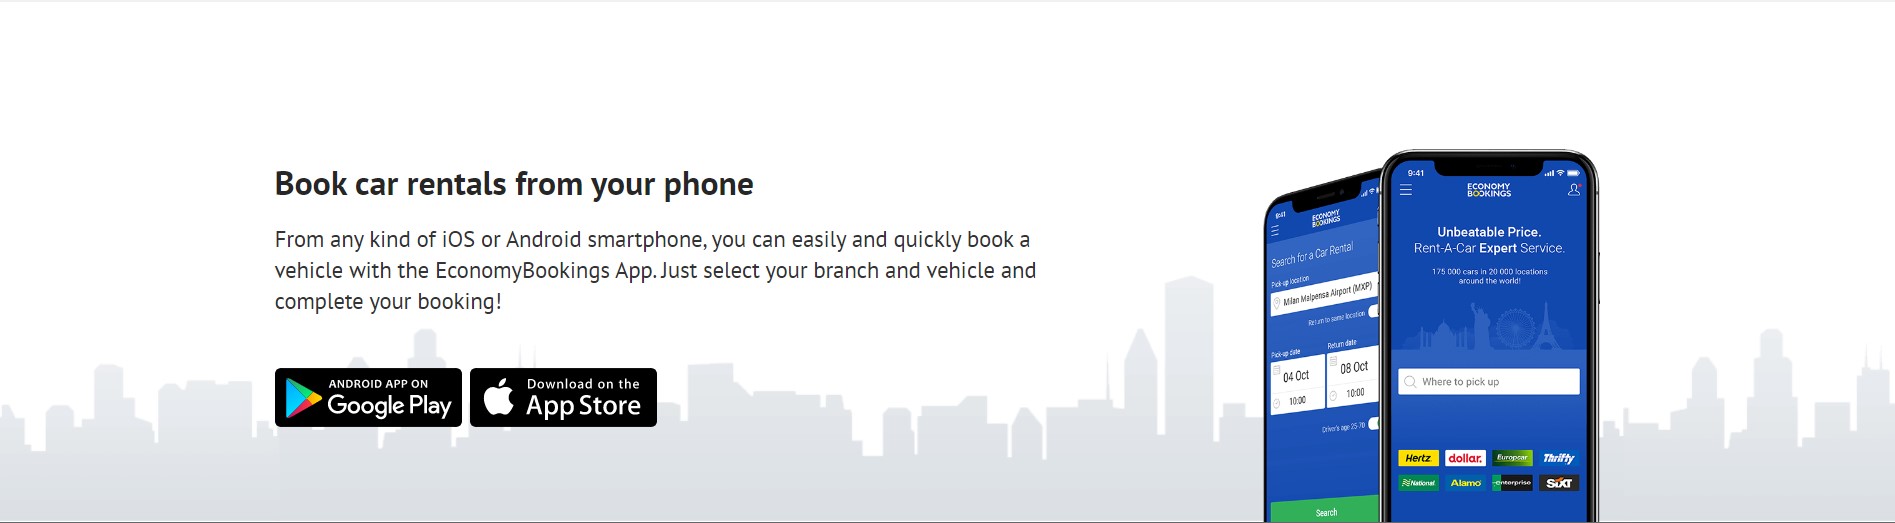 Book car rentals from your phone
From any kind of iOS or Android smartphone, you can easily and quickly book a
vehicle with the EconomyBookings App. Just select your branch and vehicle and
complete your booking!
ANDROID APP ON
Google Play
Download on the
App Store
9:41
ECONOMY
BOOKINGS
Search for a Car Rental
Pick-up location
Milan Malpensa Airport (MXP)
Return to same location
Pick-up date
Return date
04 Oct
08 Oct
10:00
10:00
Driver's age 25-70
Search
9:41
ECONOMY
BOOKINGS
Unbeatable Price.
Rent-A-Car Expert Service.
175 000 cars in 20 000 locations
around the world!
Where to pick up
Hertz dollar. Europcar Thrifty
National Alamo enterprise SIXT